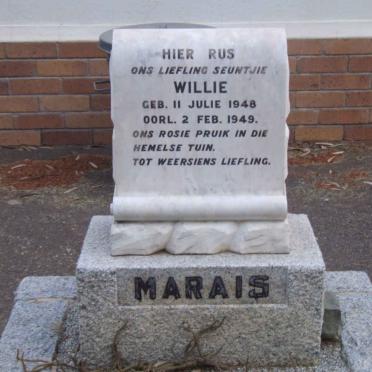 HIER RUS
ONS LIEFLING SEUNTJIE
WILLIE
GEB. 11 JULIE 1948
OORL. 2 FEB. 1949.
ONS ROSIE PRUIK IN DIE
HEMELSE TUIN.
TOT WEERSIENS LIEFLING.
MARAIS